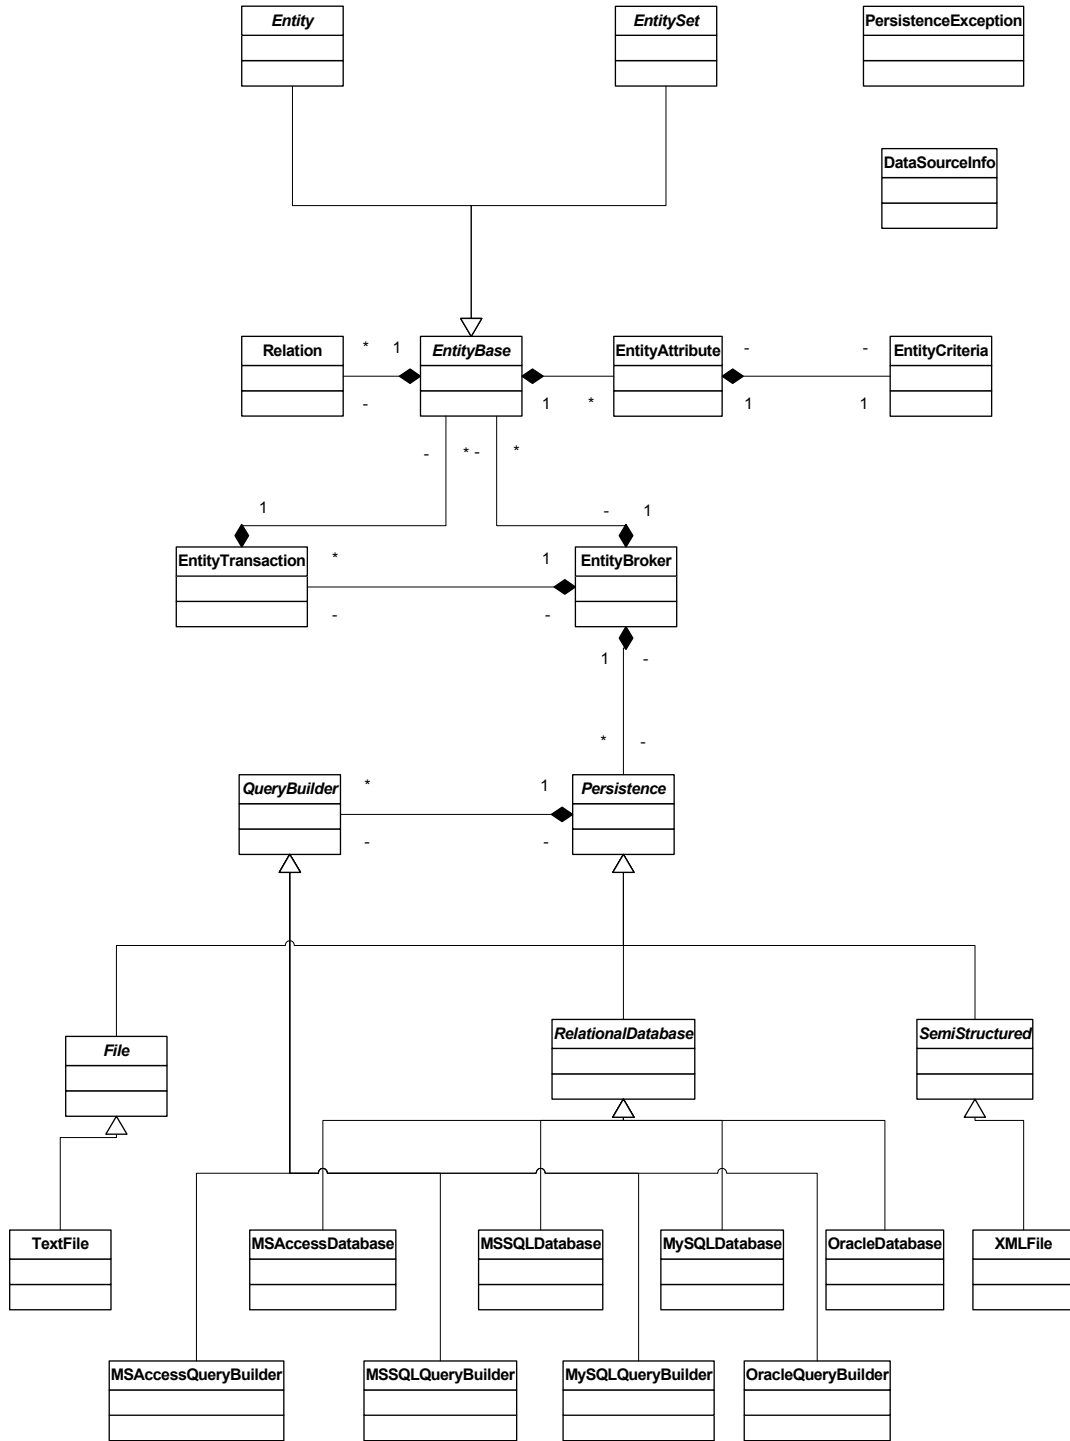 Entity
EntitySet
PersistenceException
DataSourceInfo
Relation
* 1
-
EntityBase
1 *
EntityAttribute
- -
1 1
EntityCriteria
- * - *
1
- 1
EntityTransaction
* 1
- -
EntityBroker
1 -
* -
QueryBuilder
* 1
- -
Persistence
File
RelationalDatabase
SemiStructured
TextFile
MSAccessDatabase
MSSQLDatabase
MySQLDatabase
OracleDatabase
XMLFile
MSAccessQueryBuilder
MSSQLQueryBuilder
MySQLQueryBuilder
OracleQueryBuilder